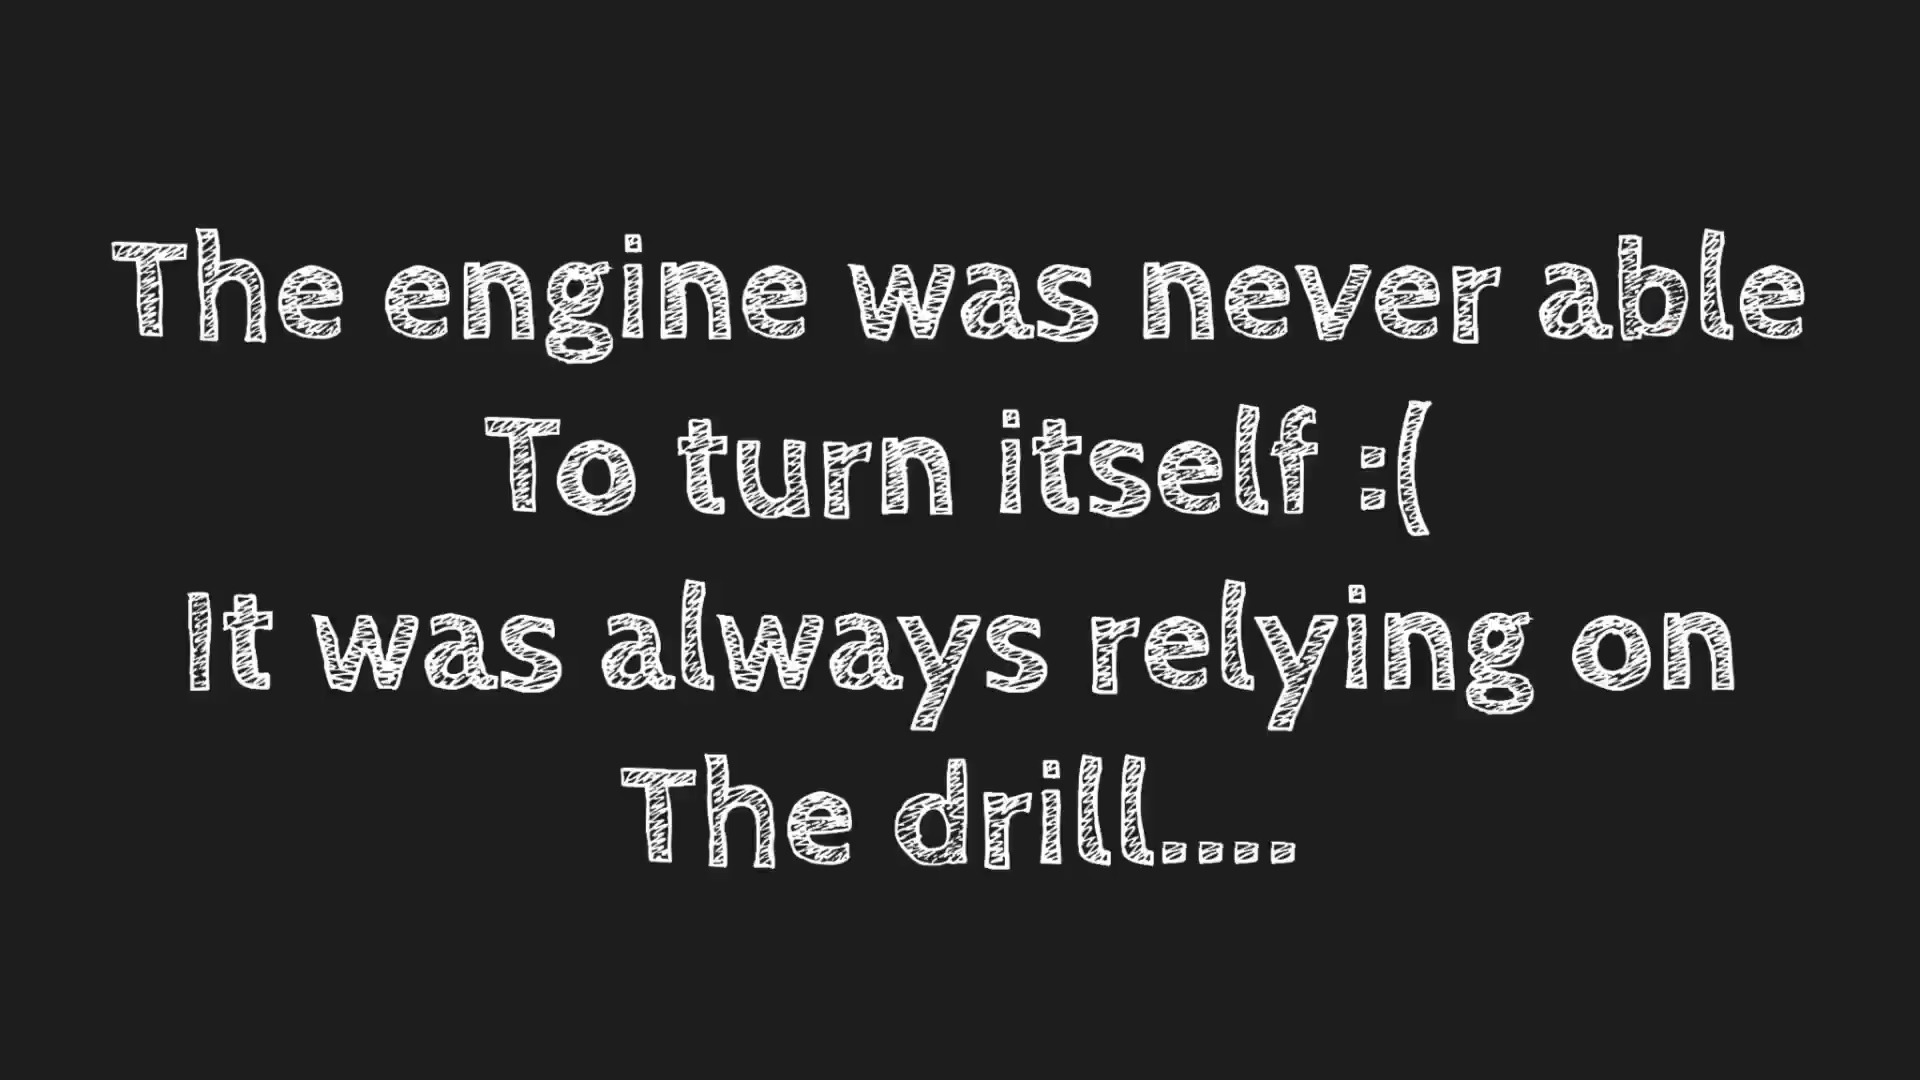 The engine was never able
To turn itself :(
It was always relying on
The drill....